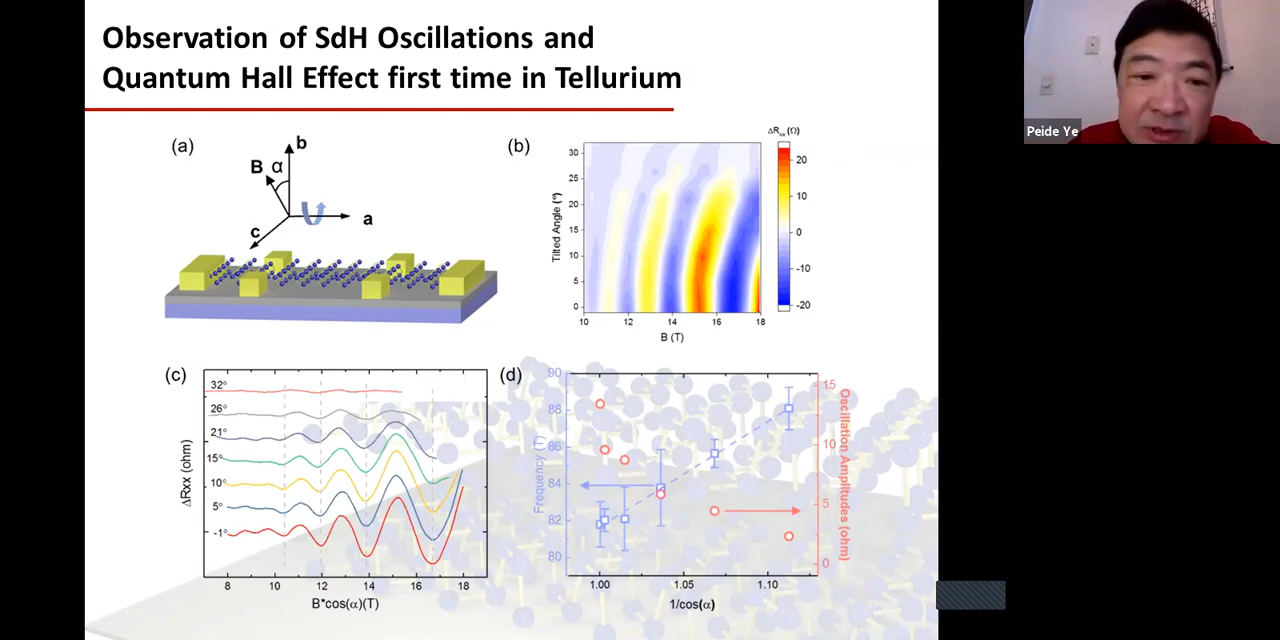 Observation of SdH Oscillations and
Quantum Hall Effect first time in Tellurium
Peide Ye
(a)
b
B α
a
c
(b)
ΔRxx (Ω)
Tilted Angle (°)
30
25
20
15
10
5
0
10 12 14 16 18
B (T)
20
10
0
-10
-20
(c)
ΔRxx (ohm)
32°
26°
21°
15°
10°
5°
-1°
8 10 12 14 16 18
B*cos(α)(T)
(d)
Frequency (T)
90
88
86
84
82
80
1.00 1.05 1.10
1/cos(α)
15
10
5
0
Oscillation Amplitudes (ohm)